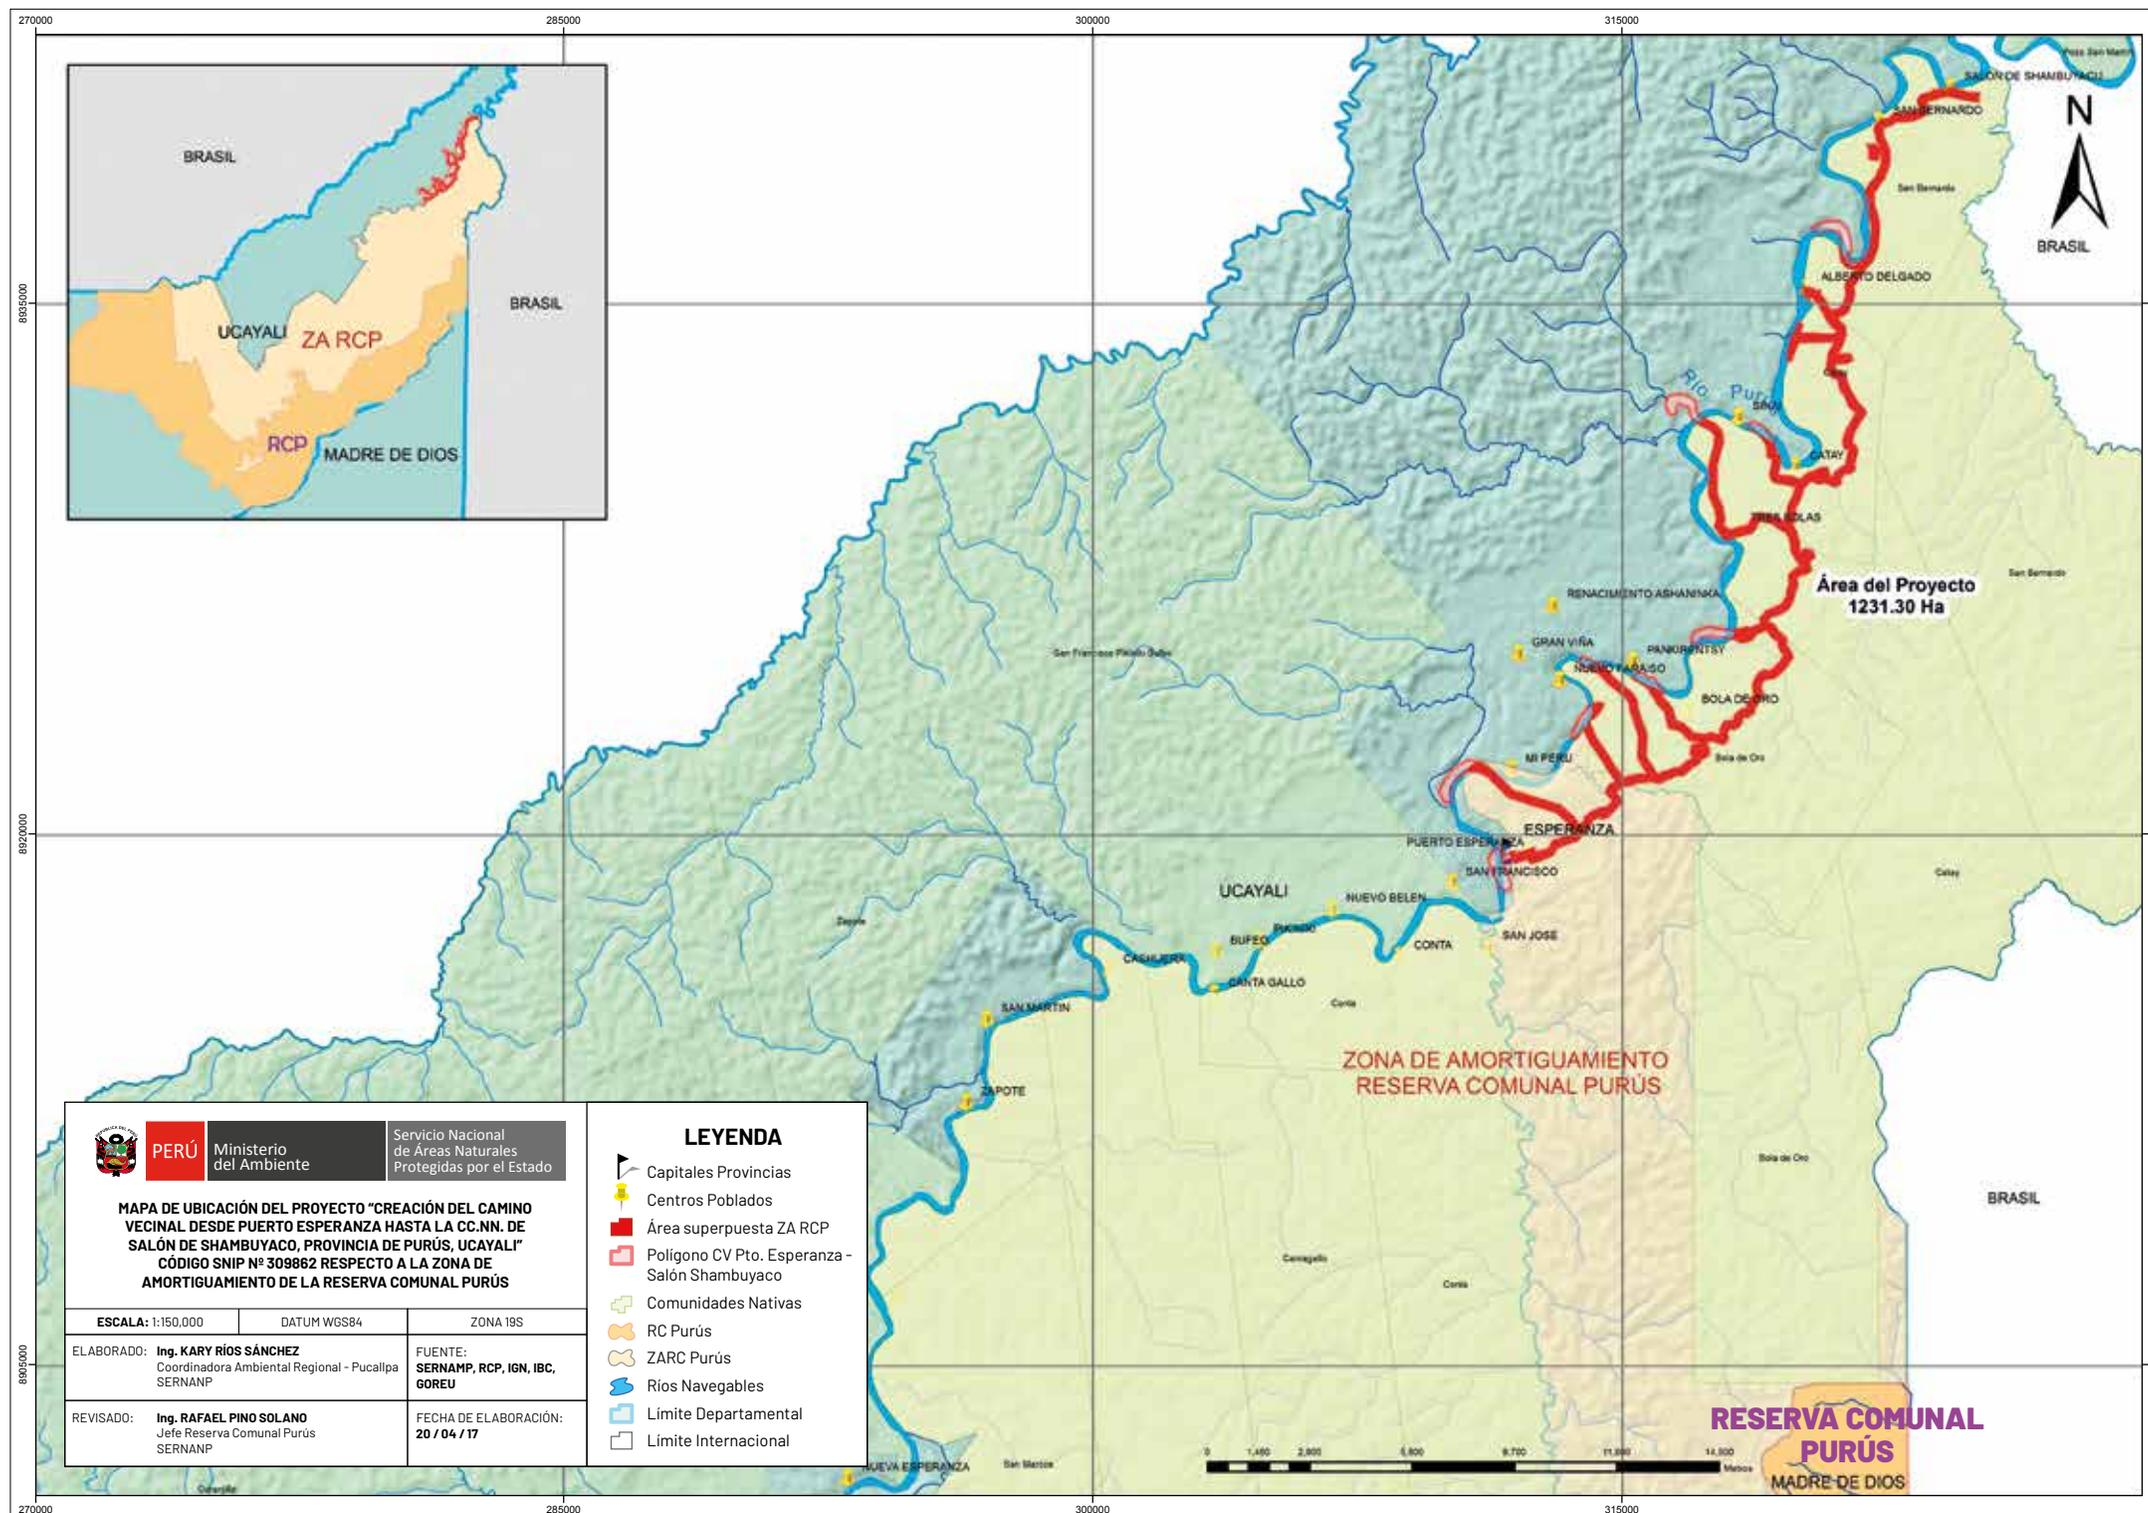 270000
285000
300000
315000
8935000
8920000
8905000
BRASIL
BRASIL
UCAYALI
ZA RCP
RCP
MADRE DE DIOS
SALÓN DE SHAMBUYACU
SAN BERNARDO
N
San Bernardo
BRASIL
ALBERTO DELGADO
Río Purús
CATAY
TRES BOLAS
San Bernardo
Área del Proyecto
1231.30 Ha
RENACIMIENTO ASHANINKA
GRAN VIÑA
PANKIRENTSY
NUEVO PARAISO
BOLA DE ORO
Bola de Oro
MI PERU
ESPERANZA
PUERTO ESPERANZA
SAN FRANCISCO
UCAYALI
NUEVO BELEN
SAN JOSE
CONTA
BUFEO
CASHUERA
CANTA GALLO
Conta
Catay
Zapote
SAN MARTIN
ZAPOTE
ZONA DE AMORTIGUAMIENTO
RESERVA COMUNAL PURÚS
Bola de Oro
BRASIL
Conta
NUEVA ESPERANZA
San Marcos
RESERVA COMUNAL
PURÚS
MADRE DE DIOS
Metros
PERÚ
Ministerio
del Ambiente
Servicio Nacional
de Áreas Naturales
Protegidas por el Estado
MAPA DE UBICACIÓN DEL PROYECTO “CREACIÓN DEL CAMINO
VECINAL DESDE PUERTO ESPERANZA HASTA LA CC.NN. DE
SALÓN DE SHAMBUYACO, PROVINCIA DE PURÚS, UCAYALI”
CÓDIGO SNIP Nº 309862 RESPECTO A LA ZONA DE
AMORTIGUAMIENTO DE LA RESERVA COMUNAL PURÚS
ESCALA: 1:150,000
DATUM WGS84
ZONA 19S
ELABORADO: Ing. KARY RÍOS SÁNCHEZ
Coordinadora Ambiental Regional - Pucallpa
SERNANP
FUENTE:
SERNAMP, RCP, IGN, IBC,
GOREU
REVISADO: Ing. RAFAEL PINO SOLANO
Jefe Reserva Comunal Purús
SERNANP
FECHA DE ELABORACIÓN:
20 / 04 / 17
LEYENDA
Capitales Provincias
Centros Poblados
Área superpuesta ZA RCP
Polígono CV Pto. Esperanza -
Salón Shambuyaco
Comunidades Nativas
RC Purús
ZARC Purús
Ríos Navegables
Límite Departamental
Límite Internacional
270000
285000
300000
315000